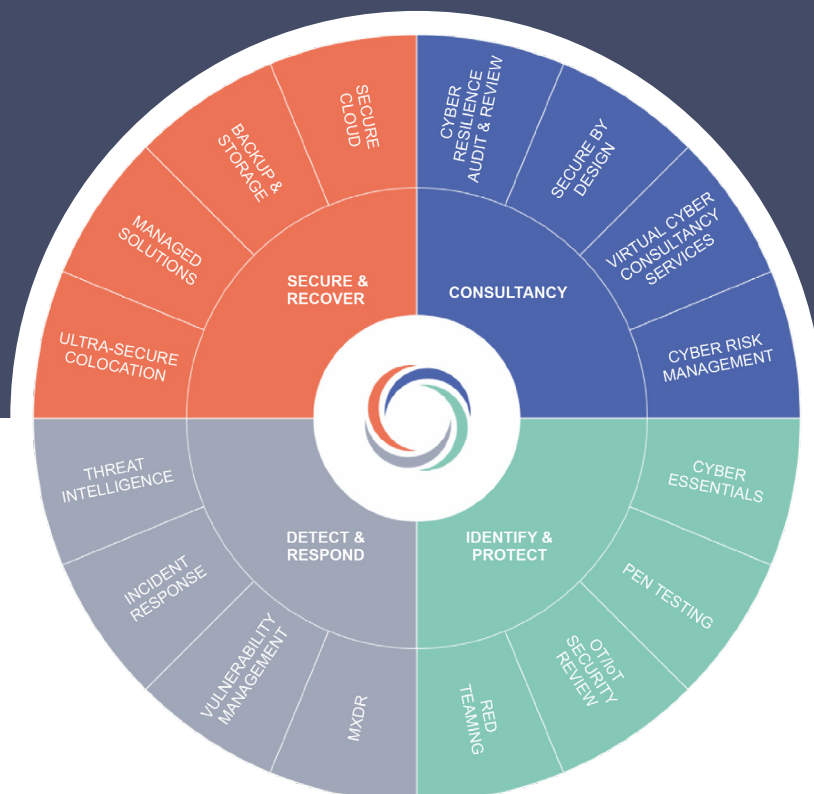 SECURE
CLOUD
BACKUP &
STORAGE
MANAGED
SOLUTIONS
ULTRA-SECURE
COLOCATION
SECURE &
RECOVER
CYBER
RESILIENCE
AUDIT & REVIEW
SECURE BY
DESIGN
VIRTUAL CYBER
CONSULTANCY
SERVICES
CYBER RISK
MANAGEMENT
CONSULTANCY
THREAT
INTELLIGENCE
INCIDENT
RESPONSE
VULNERABILITY
MANAGEMENT
MXDR
DETECT &
RESPOND
IDENTIFY &
PROTECT
CYBER
ESSENTIALS
PEN TESTING
OT/IoT
SECURITY
REVIEW
RED
TEAMING